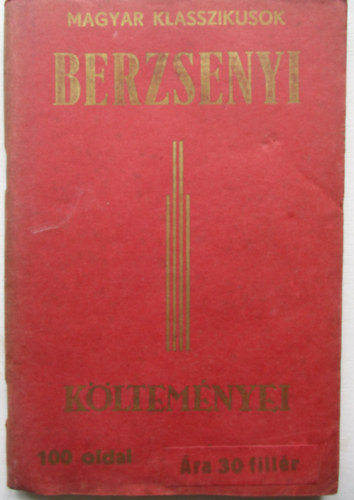 MAGYAR KLASSZIKUSOK
BERZSENYI
KÖLTEMÉNYEI
100 oldal
Ára 30 fillér